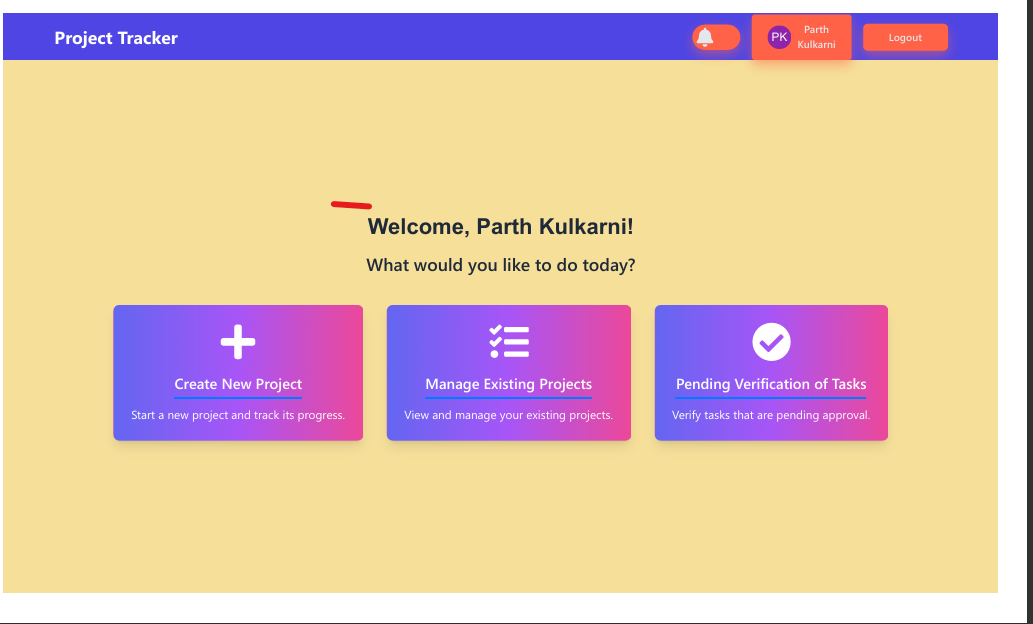 Project Tracker
PK
Parth
Kulkarni
Logout
Welcome, Parth Kulkarni!
What would you like to do today?
Create New Project
Start a new project and track its progress.
Manage Existing Projects
View and manage your existing projects.
Pending Verification of Tasks
Verify tasks that are pending approval.